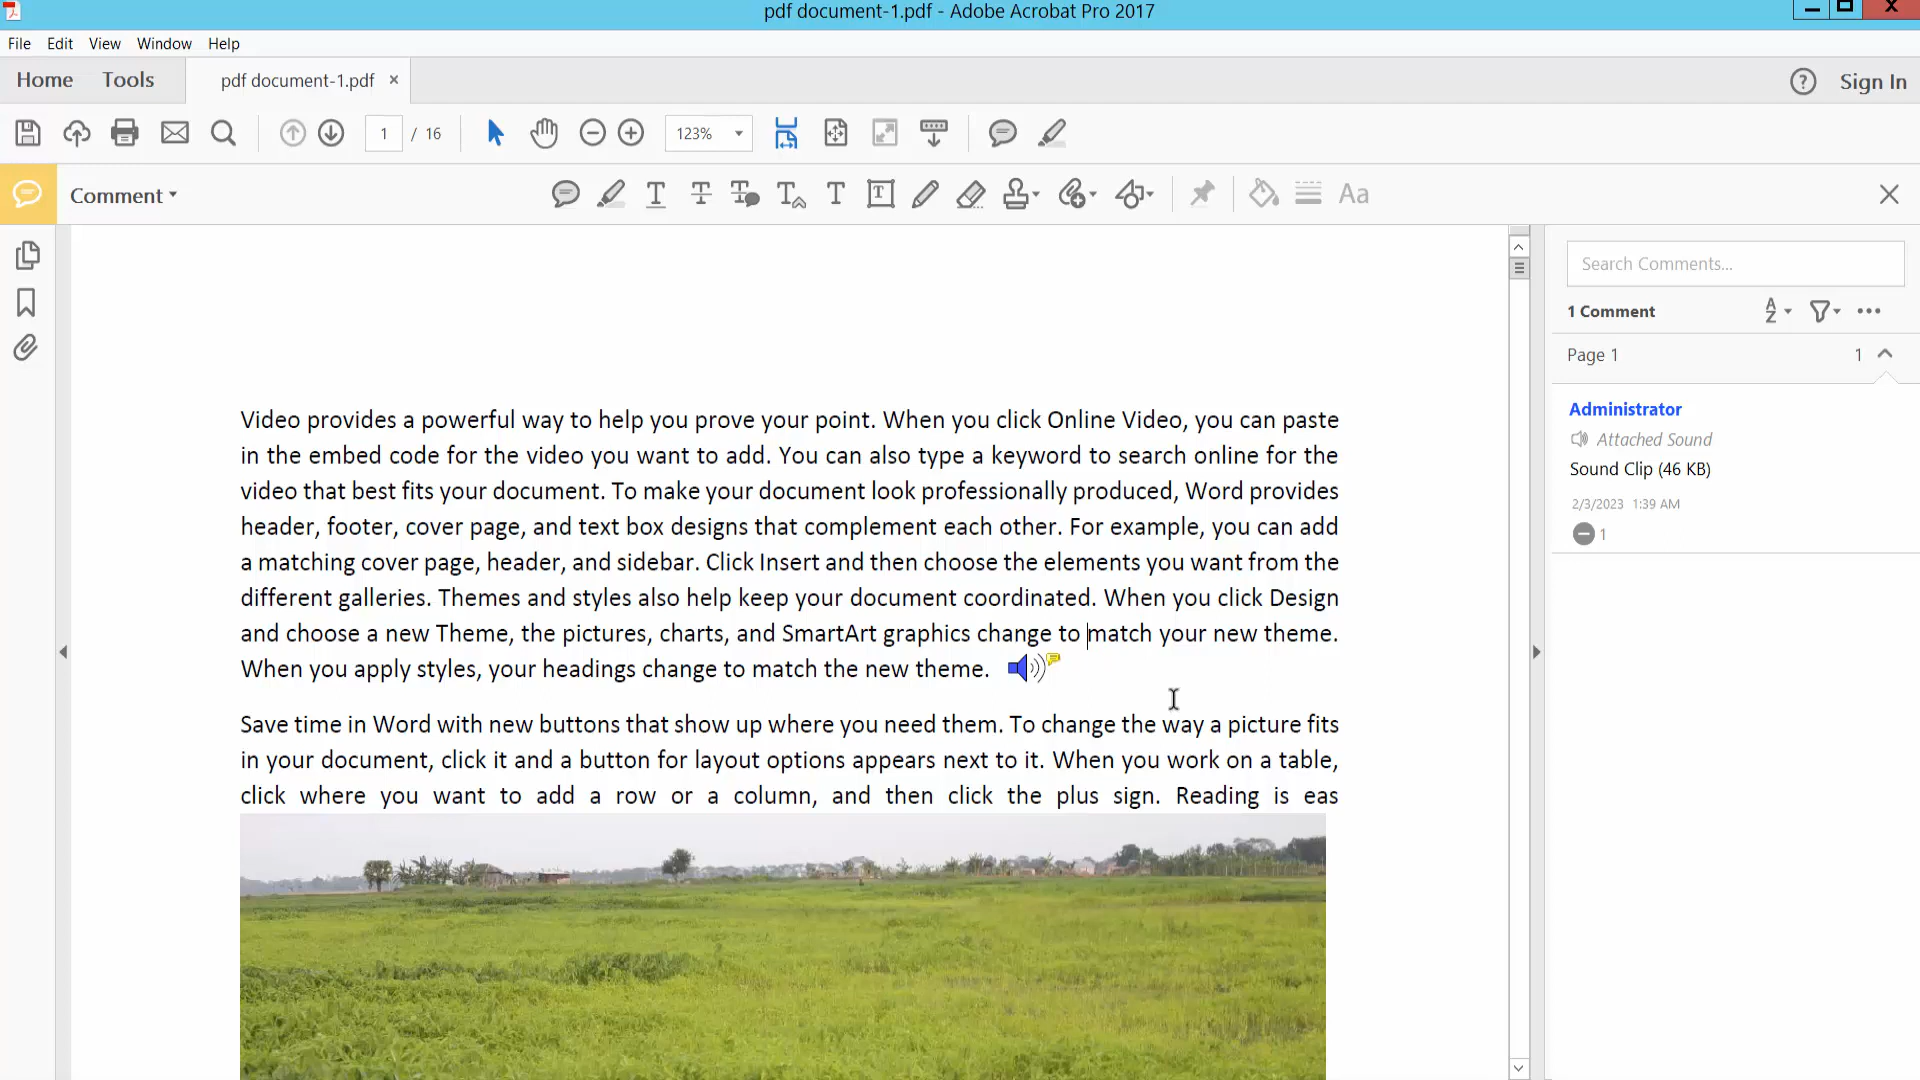 pdf document-1.pdf - Adobe Acrobat Pro 2017
File Edit View Window Help
Home Tools pdf document-1.pdf × ? Sign In
1 / 16 123%
Comment Aa
Search Comments...
1 Comment
Page 1 1
Administrator
Attached Sound
Sound Clip (46 KB)
2/3/2023 1:39 AM
1
Video provides a powerful way to help you prove your point. When you click Online Video, you can paste
in the embed code for the video you want to add. You can also type a keyword to search online for the
video that best fits your document. To make your document look professionally produced, Word provides
header, footer, cover page, and text box designs that complement each other. For example, you can add
a matching cover page, header, and sidebar. Click Insert and then choose the elements you want from the
different galleries. Themes and styles also help keep your document coordinated. When you click Design
and choose a new Theme, the pictures, charts, and SmartArt graphics change to match your new theme.
When you apply styles, your headings change to match the new theme.
Save time in Word with new buttons that show up where you need them. To change the way a picture fits
in your document, click it and a button for layout options appears next to it. When you work on a table,
click where you want to add a row or a column, and then click the plus sign. Reading is eas